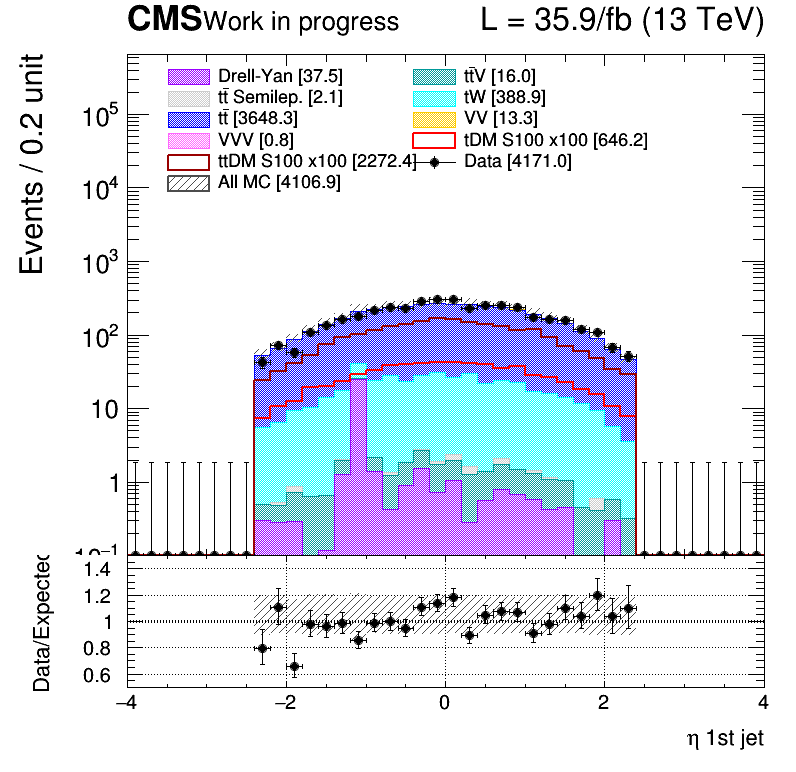 CMS Work in progress L = 35.9/fb (13 TeV)
Drell-Yan [37.5] tt̄V [16.0]
tt̄ Semilep. [2.1] tW [388.9]
tt̄ [3648.3] VV [13.3]
VVV [0.8] tDM S100 x100 [646.2]
ttDM S100 x100 [2272.4] Data [4171.0]
All MC [4106.9]
Events / 0.2 unit
10⁵
10⁴
10³
10²
10
1
10⁻¹
Data/Expected
1.4
1.2
1
0.8
0.6
−4 −2 0 2 4
η 1st jet